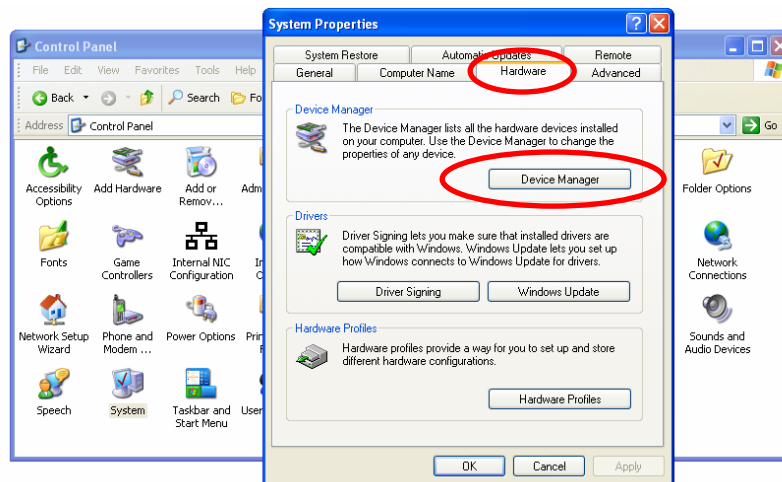 System Properties
Control Panel
File Edit View Favorites Tools Help
Back Search
Address Control Panel Go
System Restore Automatic Updates Remote
General Computer Name Hardware Advanced
Device Manager
The Device Manager lists all the hardware devices installed
on your computer. Use the Device Manager to change the
properties of any device.
Device Manager
Drivers
Driver Signing lets you make sure that installed drivers are
compatible with Windows. Windows Update lets you set up
how Windows connects to Windows Update for drivers.
Driver Signing Windows Update
Hardware Profiles
Hardware profiles provide a way for you to set up and store
different hardware configurations.
Hardware Profiles
OK Cancel Apply
Accessibility Add Hardware Add or
Options Remov...
Fonts Game Internal NIC
Controllers Configuration
Network Setup Phone and Power Options
Wizard Modem ...
Speech System Taskbar and
Start Menu
Folder Options
Network
Connections
Sounds and
Audio Devices